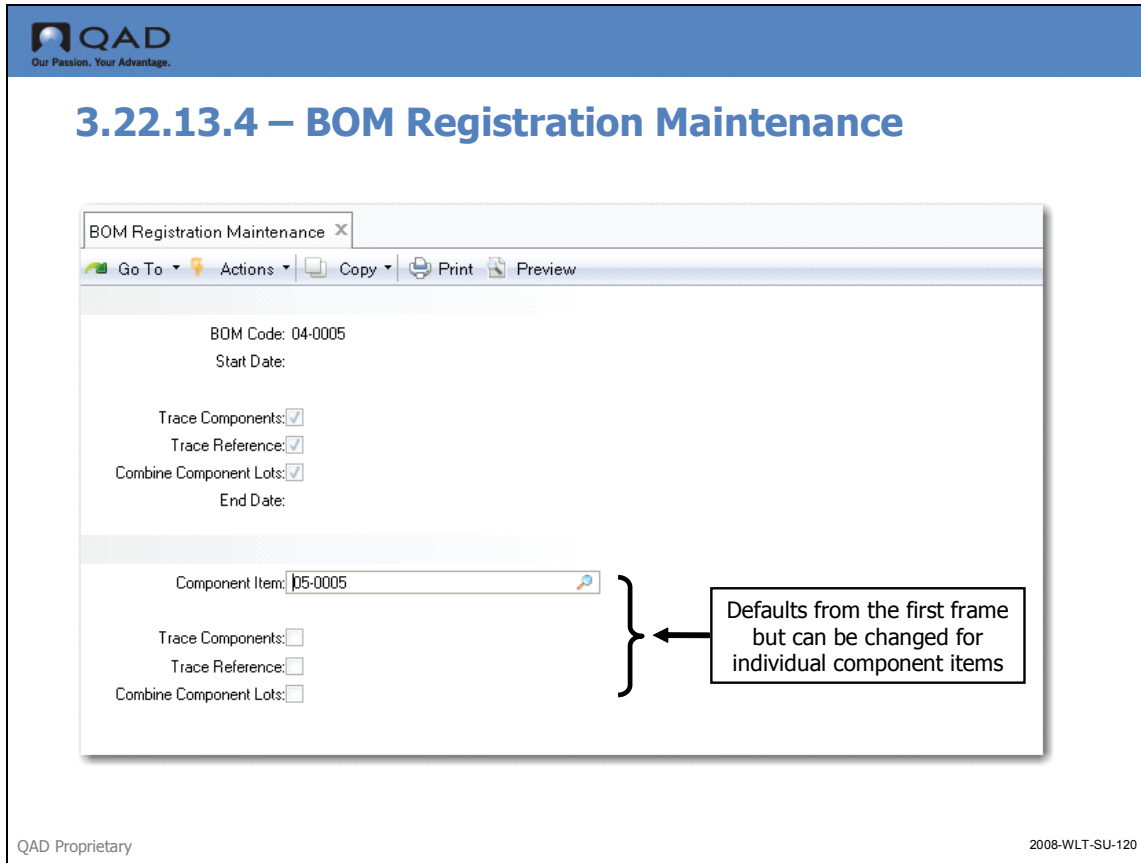 QAD
Our Passion. Your Advantage.
3.22.13.4 – BOM Registration Maintenance
BOM Registration Maintenance X
Go To Actions Copy Print Preview
BOM Code: 04-0005
Start Date:
Trace Components:
Trace Reference:
Combine Component Lots:
End Date:
Component Item: 05-0005
Trace Components:
Trace Reference:
Combine Component Lots:
Defaults from the first frame
but can be changed for
individual component items
QAD Proprietary
2008-WLT-SU-120